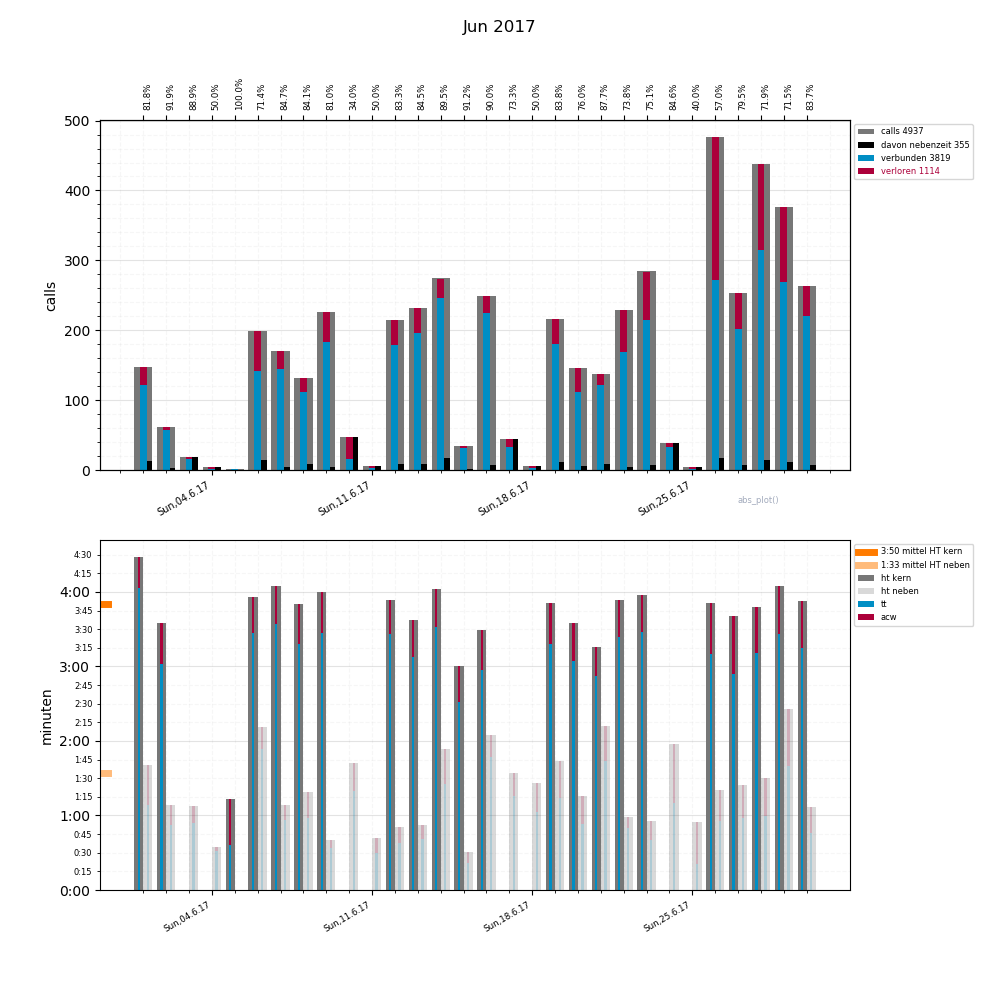 Jun 2017
81.8%
91.9%
88.9%
50.0%
100.0%
71.4%
84.7%
84.1%
81.0%
34.0%
50.0%
83.3%
84.5%
89.5%
91.2%
90.0%
73.3%
50.0%
83.8%
76.0%
87.7%
73.8%
75.1%
84.6%
40.0%
57.0%
79.5%
71.9%
71.5%
83.7%
500
400
300
200
100
0
calls
calls 4937
davon nebenzeit 355
verbunden 3819
verloren 1114
Sun,04.6.17
Sun,11.6.17
Sun,18.6.17
Sun,25.6.17
abs_plot()
4:30
4:15
4:00
3:45
3:30
3:15
3:00
2:45
2:30
2:15
2:00
1:45
1:30
1:15
1:00
0:45
0:30
0:15
0:00
minuten
3:50 mittel HT kern
1:33 mittel HT neben
ht kern
ht neben
tt
acw
Sun,04.6.17
Sun,11.6.17
Sun,18.6.17
Sun,25.6.17